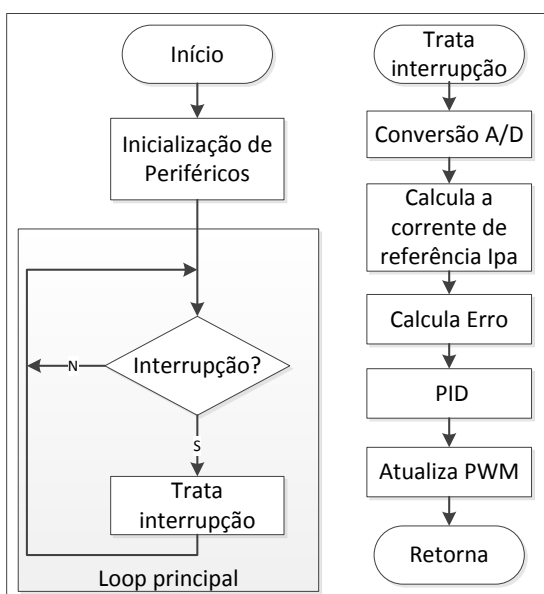 Início
Inicialização de
Periféricos
Interrupção?
N
S
Trata
interrupção
Loop principal
Trata
interrupção
Conversão A/D
Calcula a
corrente de
referência Ipa
Calcula Erro
PID
Atualiza PWM
Retorna